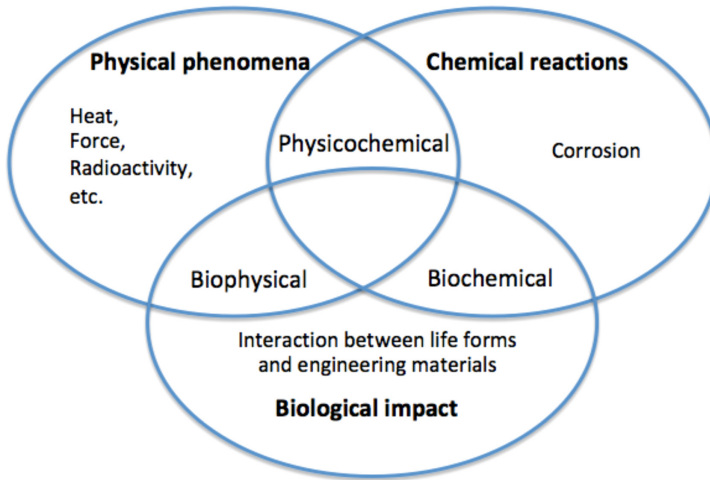 Physical phenomena
Chemical reactions
Heat,
Force,
Radioactivity,
etc.
Physicochemical
Corrosion
Biophysical
Biochemical
Interaction between life forms
and engineering materials
Biological impact